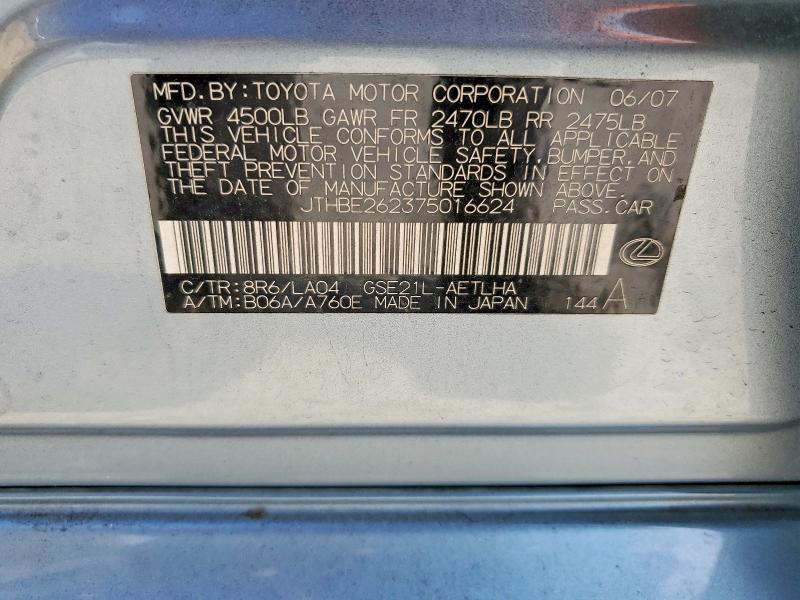 MFD.BY:TOYOTA MOTOR CORPORATION 06/07
GVWR 4500LB GAWR FR 2470LB RR 2475LB
THIS VEHICLE CONFORMS TO ALL APPLICABLE
FEDERAL MOTOR VEHICLE SAFETY,BUMPER,AND
THEFT PREVENTION STANDARDS IN EFFECT ON
THE DATE OF MANUFACTURE SHOWN ABOVE.
JTHBE262375016624 PASS.CAR
C/TR:8R6/LA04 GSE21L-AETLHA
A/TM:B06A/A760E MADE IN JAPAN 144 A